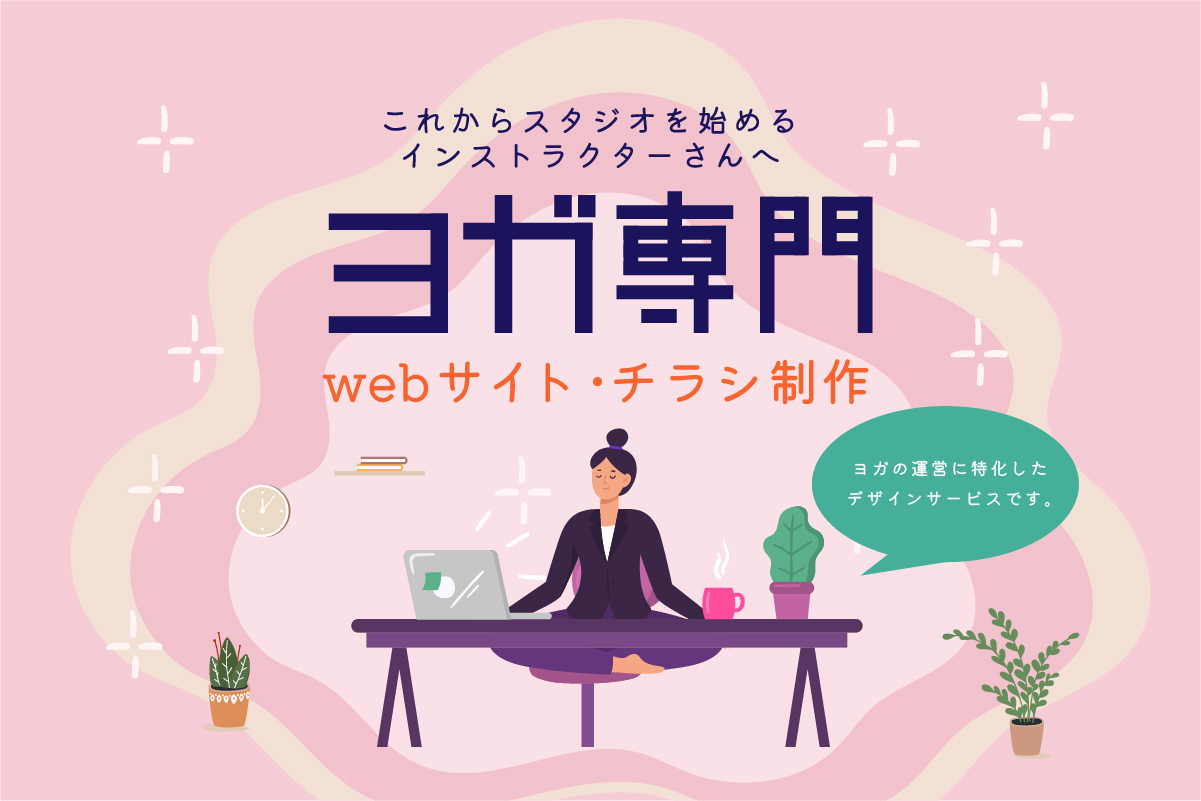 これからスタジオを始める
インストラクターさんへ
ヨガ専門
webサイト・チラシ制作
ヨガの運営に特化した
デザインサービスです。